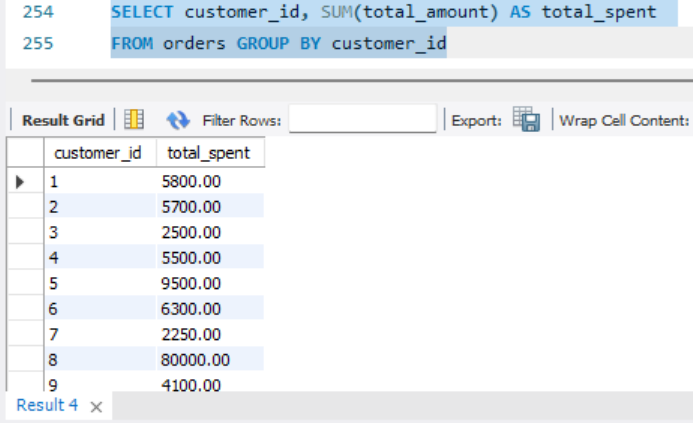 254 SELECT customer_id, SUM(total_amount) AS total_spent
255 FROM orders GROUP BY customer_id
Result Grid Filter Rows: Export: Wrap Cell Content:
customer_id total_spent
1 5800.00
2 5700.00
3 2500.00
4 5500.00
5 9500.00
6 6300.00
7 2250.00
8 80000.00
9 4100.00
Result 4 ×